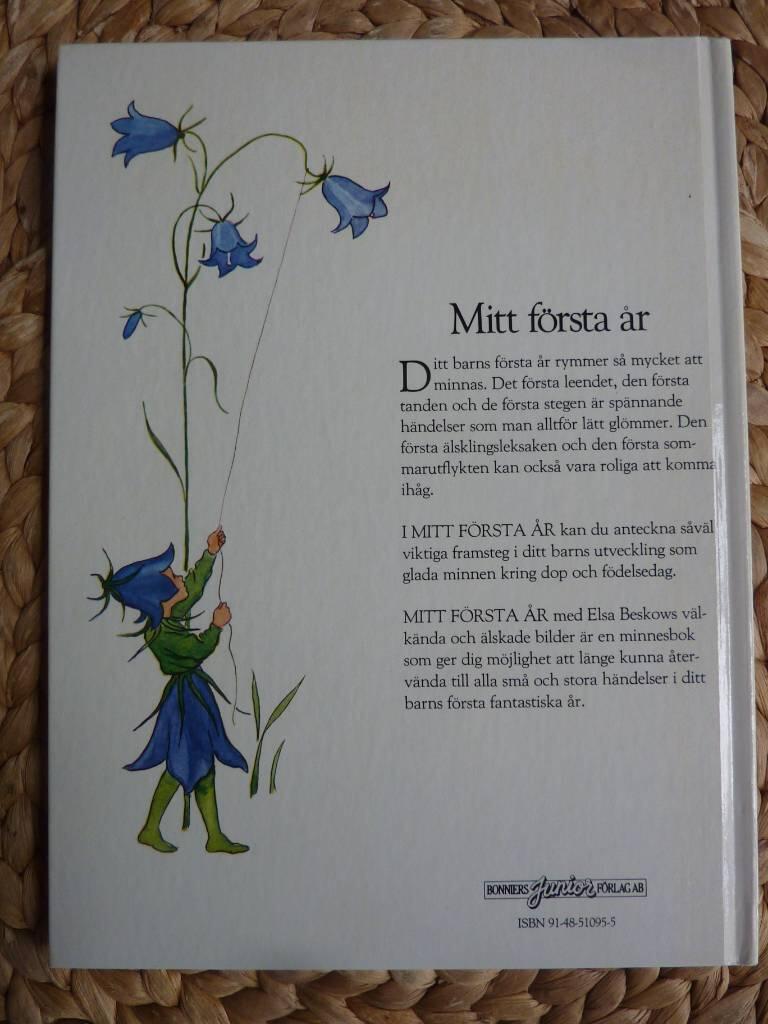 Mitt första år
Ditt barns första år rymmer så mycket att
minnas. Det första leendet, den första
tanden och de första stegen är spännande
händelser som man alltför lätt glömmer. Den
första älsklingsleksaken och den första som-
marutflykten kan också vara roliga att komma
ihåg.
I MITT FÖRSTA ÅR kan du anteckna såväl
viktiga framsteg i ditt barns utveckling som
glada minnen kring dop och födelsedag.
MITT FÖRSTA ÅR med Elsa Beskows väl-
kända och älskade bilder är en minnesbok
som ger dig möjlighet att länge kunna åter-
vända till alla små och stora händelser i ditt
barns första fantastiska år.
BONNIERS Junior FÖRLAG AB
ISBN 91-48-51095-5